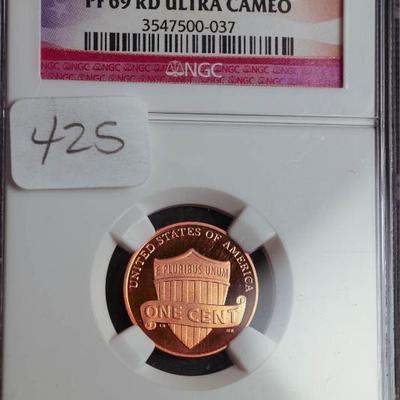 PF 69 RD ULTRA CAMEO
3547500-037
NGC
425
UNITED STATES OF AMERICA
E PLURIBUS UNUM
ONE CENT